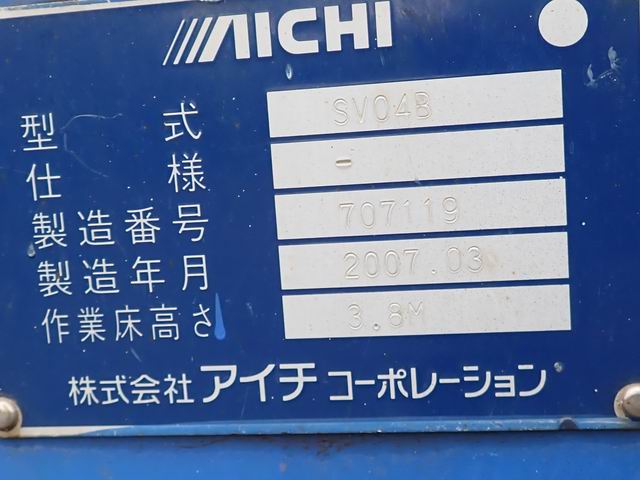 AICHI
型式 SV04B
仕様 -
製造番号 707119
製造年月 2007.03
作業床高さ 3.8M
株式会社 アイチ コーポレーション